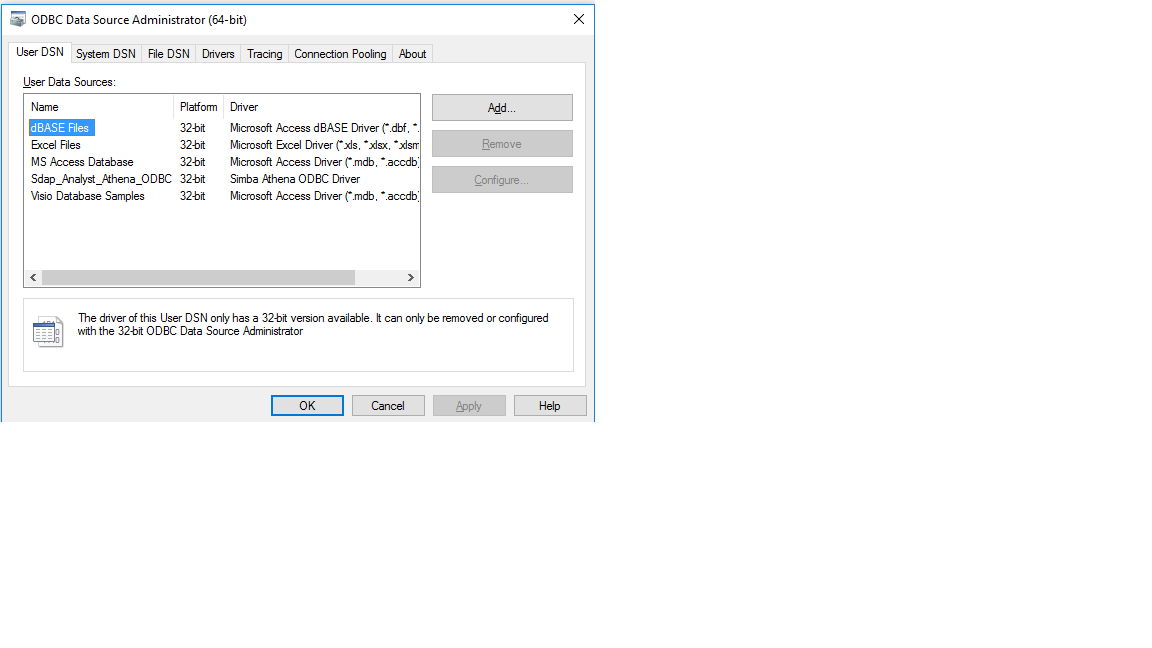 ODBC Data Source Administrator (64-bit)
User DSN System DSN File DSN Drivers Tracing Connection Pooling About
User Data Sources:
Name Platform Driver
dBASE Files 32-bit Microsoft Access dBASE Driver (*.dbf, *.
Excel Files 32-bit Microsoft Excel Driver (*.xls, *.xlsx, *.xlsm
MS Access Database 32-bit Microsoft Access Driver (*.mdb, *.accdb)
Sdap_Analyst_Athena_ODBC 32-bit Simba Athena ODBC Driver
Visio Database Samples 32-bit Microsoft Access Driver (*.mdb, *.accdb)
Add...
Remove
Configure...
The driver of this User DSN only has a 32-bit version available. It can only be removed or configured
with the 32-bit ODBC Data Source Administrator
OK Cancel Apply Help